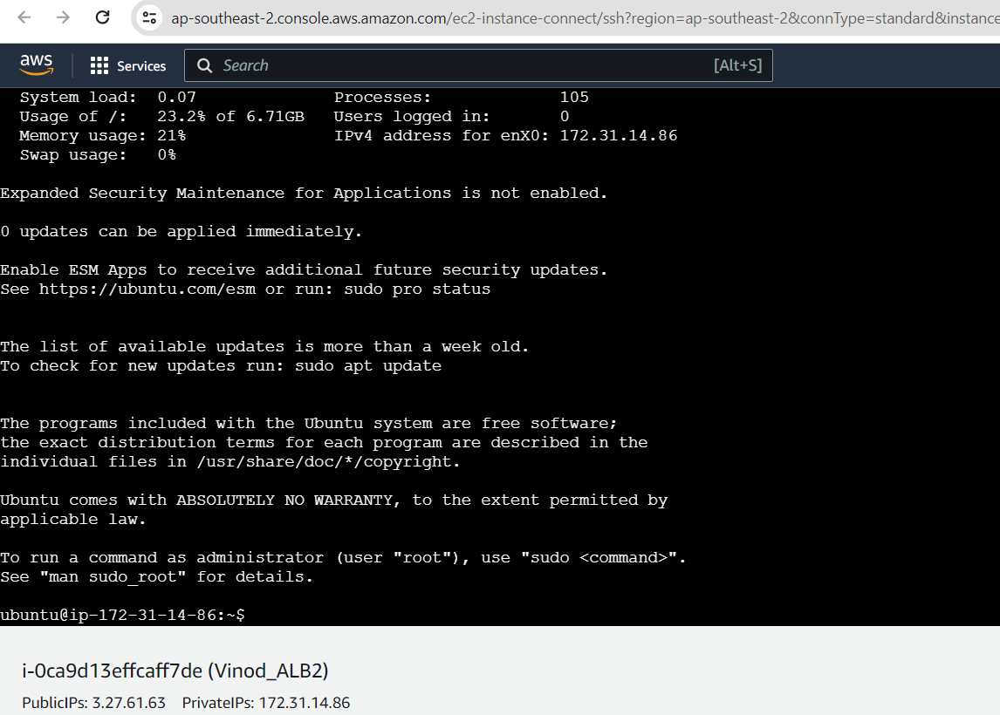 ap-southeast-2.console.aws.amazon.com/ec2-instance-connect/ssh?region=ap-southeast-2&connType=standard&instance
aws Services Search [Alt+S]
System load: 0.07 Processes: 105
Usage of /: 23.2% of 6.71GB Users logged in: 0
Memory usage: 21% IPv4 address for enX0: 172.31.14.86
Swap usage: 0%
Expanded Security Maintenance for Applications is not enabled.
0 updates can be applied immediately.
Enable ESM Apps to receive additional future security updates.
See https://ubuntu.com/esm or run: sudo pro status
The list of available updates is more than a week old.
To check for new updates run: sudo apt update
The programs included with the Ubuntu system are free software;
the exact distribution terms for each program are described in the
individual files in /usr/share/doc/*/copyright.
Ubuntu comes with ABSOLUTELY NO WARRANTY, to the extent permitted by
applicable law.
To run a command as administrator (user "root"), use "sudo <command>".
See "man sudo_root" for details.
ubuntu@ip-172-31-14-86:~$
i-0ca9d13effcaff7de (Vinod_ALB2)
PublicIPs: 3.27.61.63 PrivateIPs: 172.31.14.86